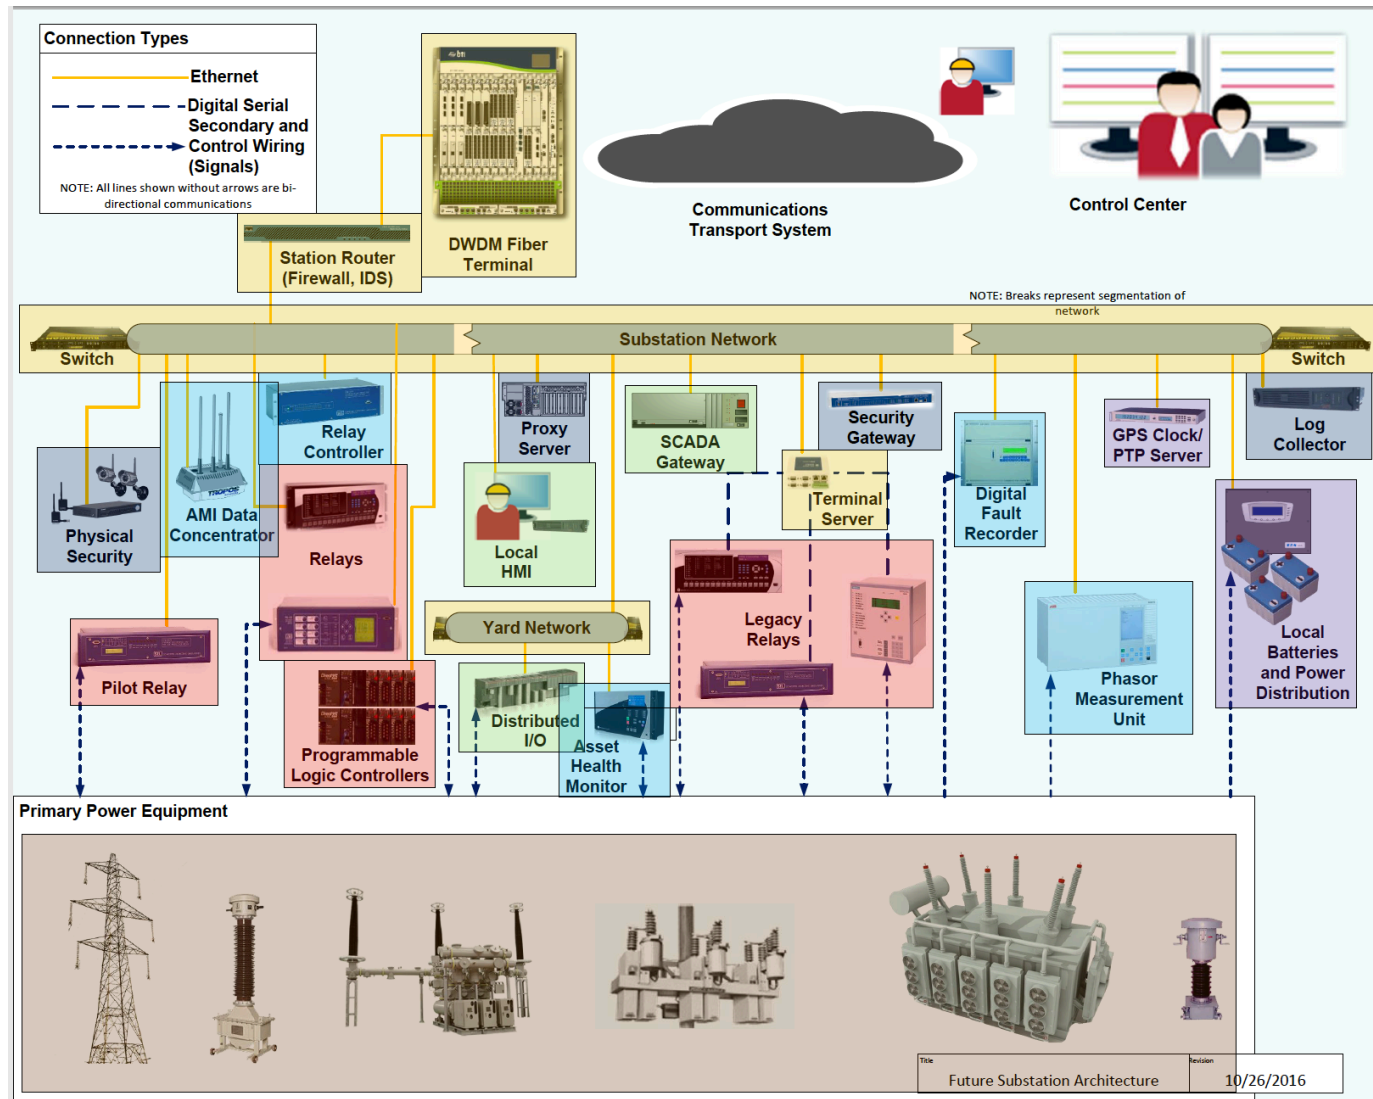 Connection Types
Ethernet
Digital Serial
Secondary and
Control Wiring
(Signals)
NOTE: All lines shown without arrows are bi-
directional communications
DWDM Fiber
Terminal
Station Router
(Firewall, IDS)
Communications
Transport System
Control Center
NOTE: Breaks represent segmentation of
network
Switch
Substation Network
Switch
Physical
Security
AMI Data
Concentrator
TROPOS
Relay
Controller
Relays
Proxy
Server
Local
HMI
SCADA
Gateway
Security
Gateway
Terminal
Server
Digital
Fault
Recorder
GPS Clock/
PTP Server
Log
Collector
Pilot Relay
Programmable
Logic Controllers
Yard Network
Distributed
I/O
Asset
Health
Monitor
Legacy
Relays
Phasor
Measurement
Unit
Local
Batteries
and Power
Distribution
Primary Power Equipment
Title
Future Substation Architecture
Revision
10/26/2016